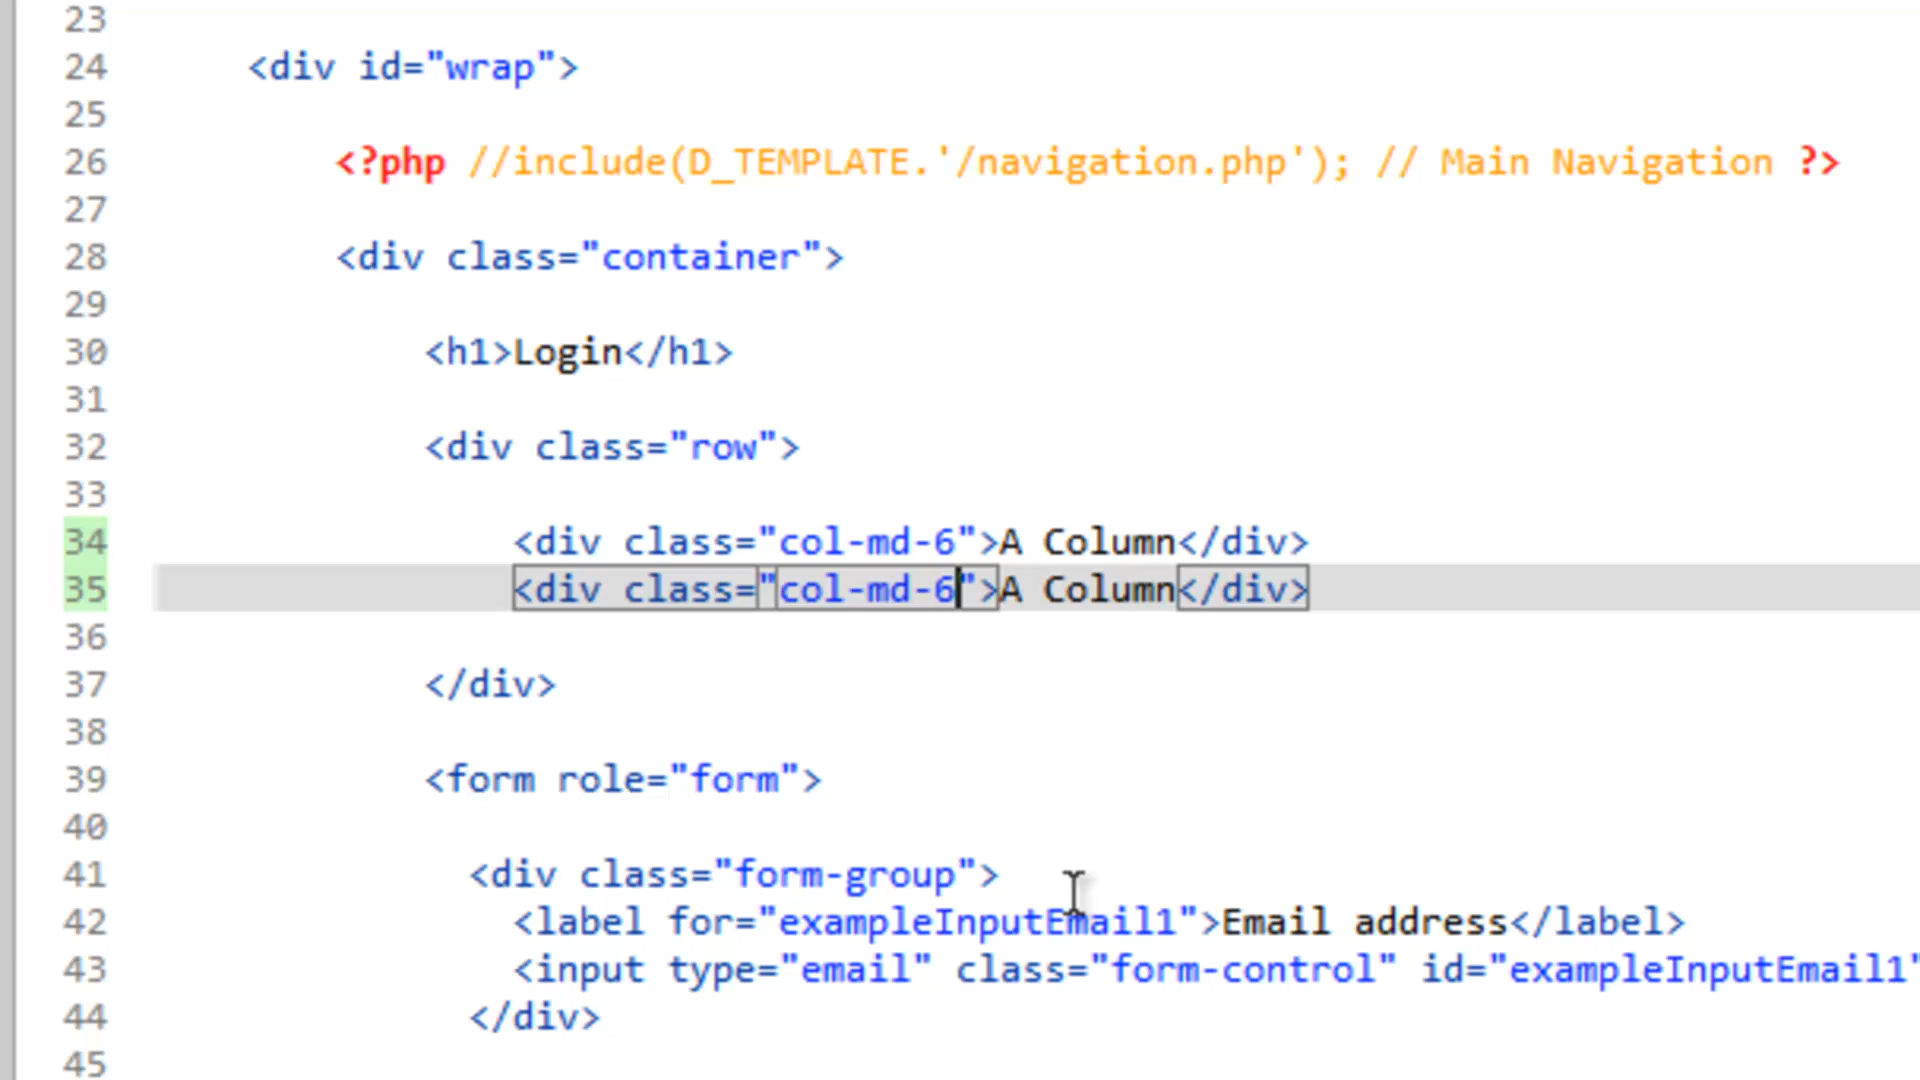 23
24 <div id="wrap">
25
26 <?php //include(D_TEMPLATE.'/navigation.php'); // Main Navigation ?>
27
28 <div class="container">
29
30 <h1>Login</h1>
31
32 <div class="row">
33
34 <div class="col-md-6">A Column</div>
35 <div class="col-md-6">A Column</div>
36
37 </div>
38
39 <form role="form">
40
41 <div class="form-group">
42 <label for="exampleInputEmail1">Email address</label>
43 <input type="email" class="form-control" id="exampleInputEmail1"
44 </div>
45